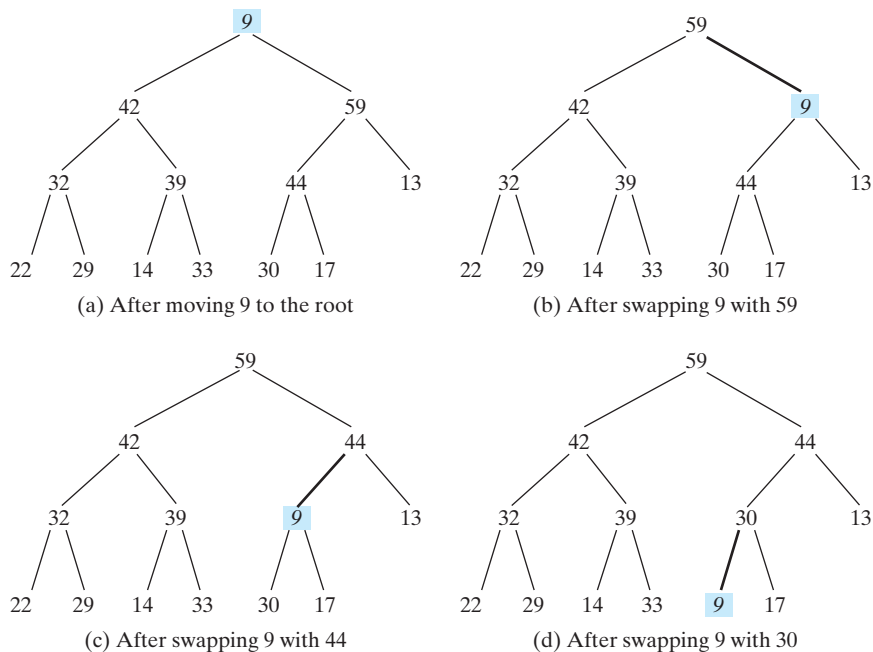 9
42 59
32 39 44 13
22 29 14 33 30 17
(a) After moving 9 to the root
59
42 9
32 39 44 13
22 29 14 33 30 17
(b) After swapping 9 with 59
59
42 44
32 39 9 13
22 29 14 33 30 17
(c) After swapping 9 with 44
59
42 44
32 39 30 13
22 29 14 33 9 17
(d) After swapping 9 with 30